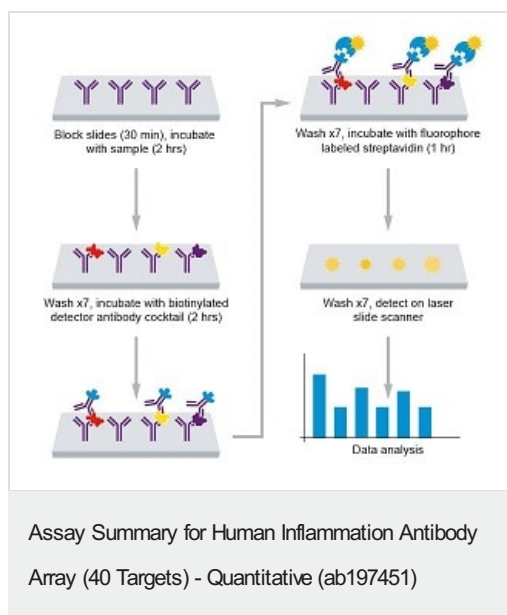 Block slides (30 min), incubate
with sample (2 hrs)
Wash x7, incubate with biotinylated
detector antibody cocktail (2 hrs)
Wash x7, incubate with fluorophore
labeled streptavidin (1 hr)
Wash x7, detect on laser
slide scanner
Data analysis
Assay Summary for Human Inflammation Antibody
Array (40 Targets) - Quantitative (ab197451)